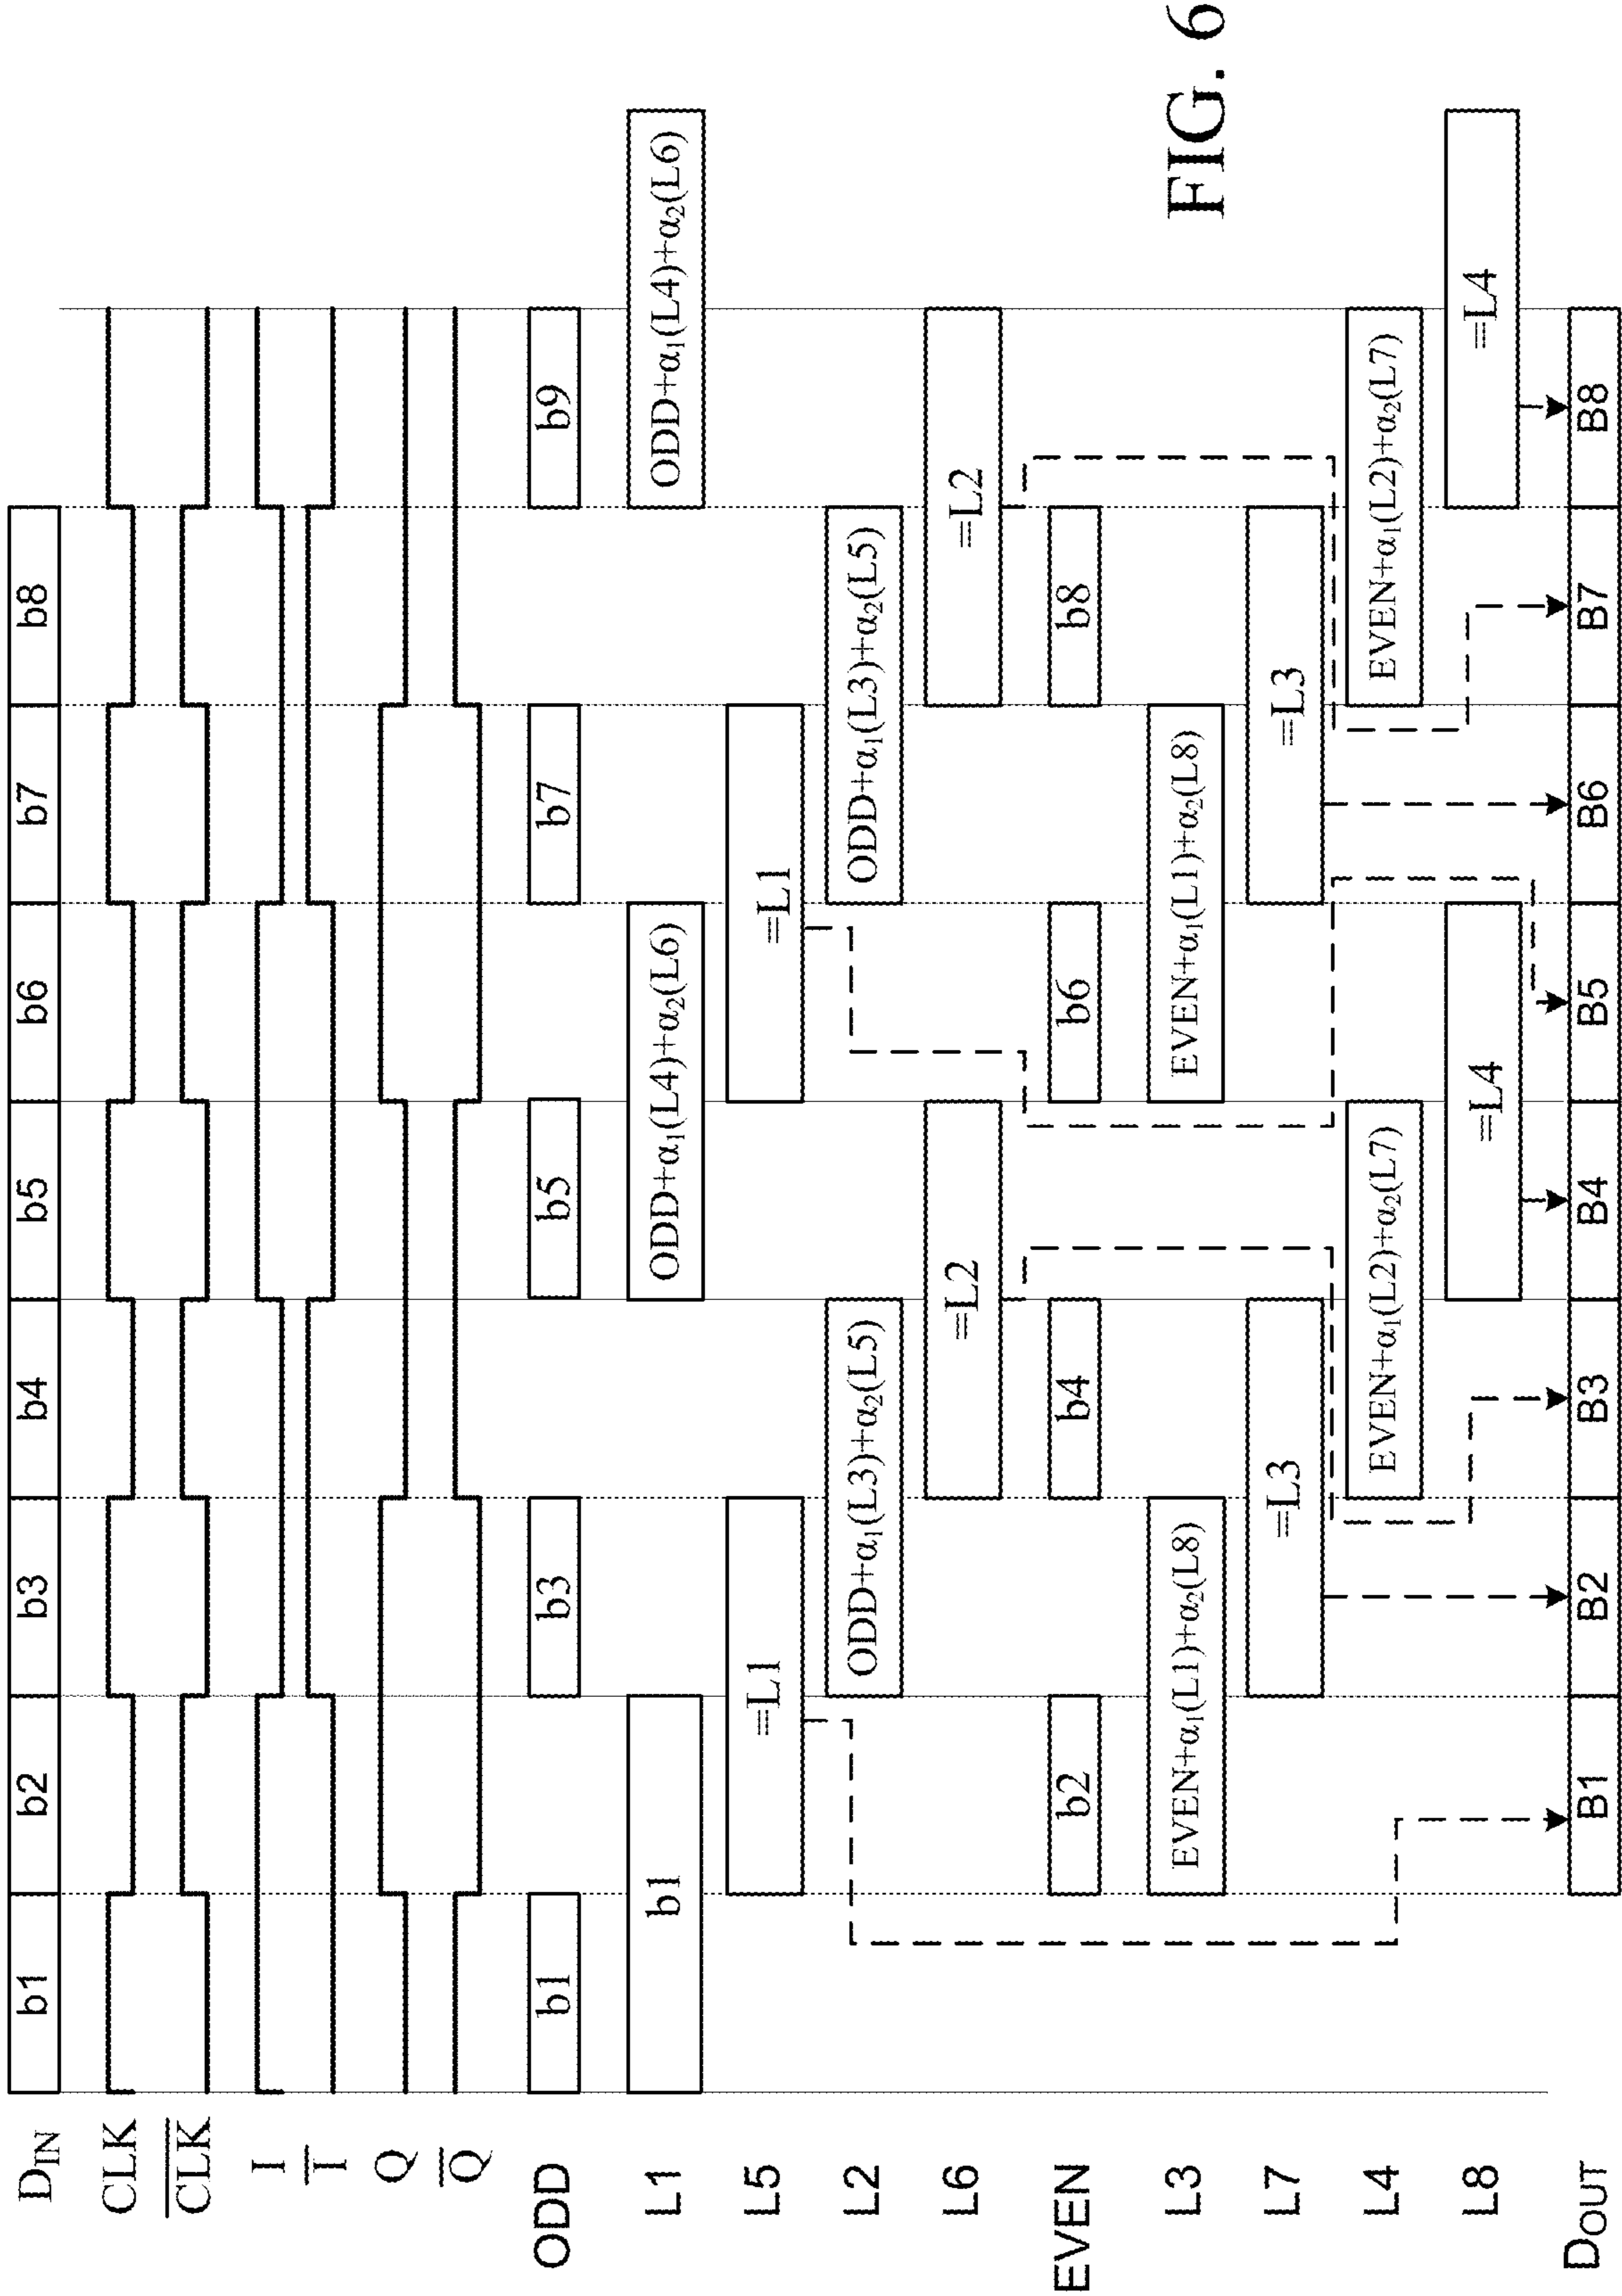 D_IN b1 b2 b3 b4 b5 b6 b7 b8
CLK
C̅L̅K̅
I
I̅
Q
Q̅
ODD b1 b3 b5 b7 b9
L1 b1 ODD+α₁(L4)+α₂(L6) ODD+α₁(L4)+α₂(L6)
L5 =L1 =L1
L2 ODD+α₁(L3)+α₂(L5) ODD+α₁(L3)+α₂(L5)
L6 =L2 =L2
EVEN b2 b4 b6 b8
L3 EVEN+α₁(L1)+α₂(L8) EVEN+α₁(L1)+α₂(L8)
L7 =L3 =L3
L4 EVEN+α₁(L2)+α₂(L7) EVEN+α₁(L2)+α₂(L7)
L8 =L4 =L4
D_OUT B1 B2 B3 B4 B5 B6 B7 B8
FIG. 6